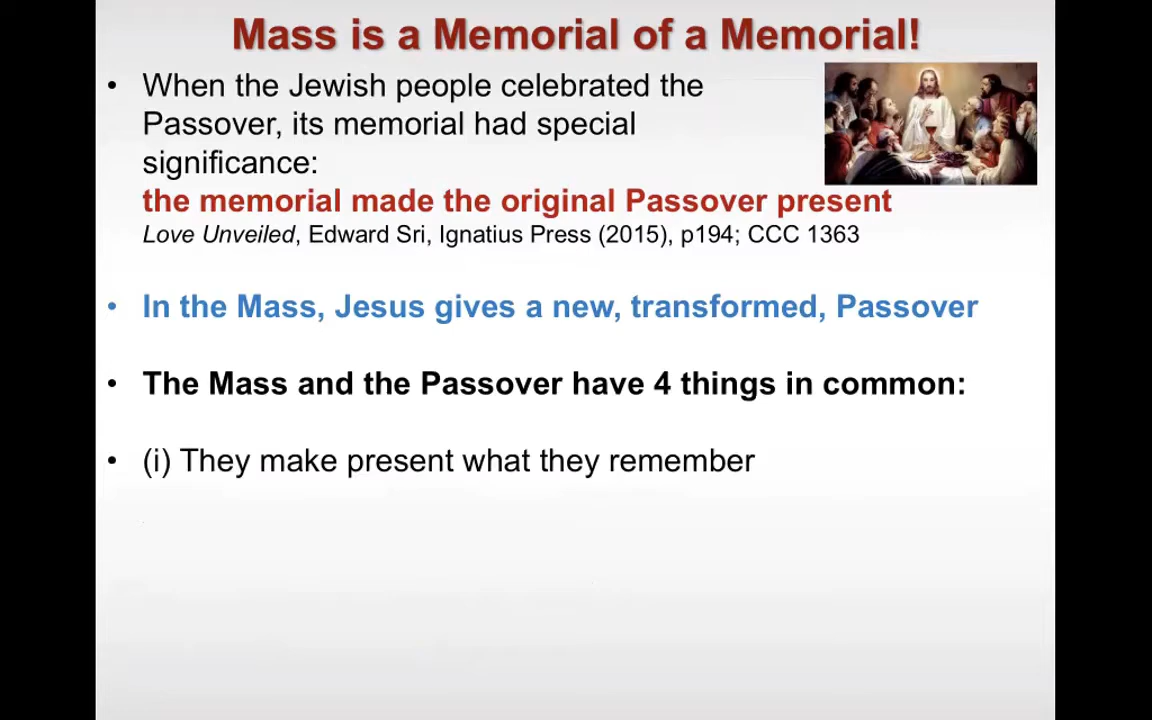 Mass is a Memorial of a Memorial!
• When the Jewish people celebrated the
Passover, its memorial had special
significance:
the memorial made the original Passover present
Love Unveiled, Edward Sri, Ignatius Press (2015), p194; CCC 1363
• In the Mass, Jesus gives a new, transformed, Passover
• The Mass and the Passover have 4 things in common:
• (i) They make present what they remember